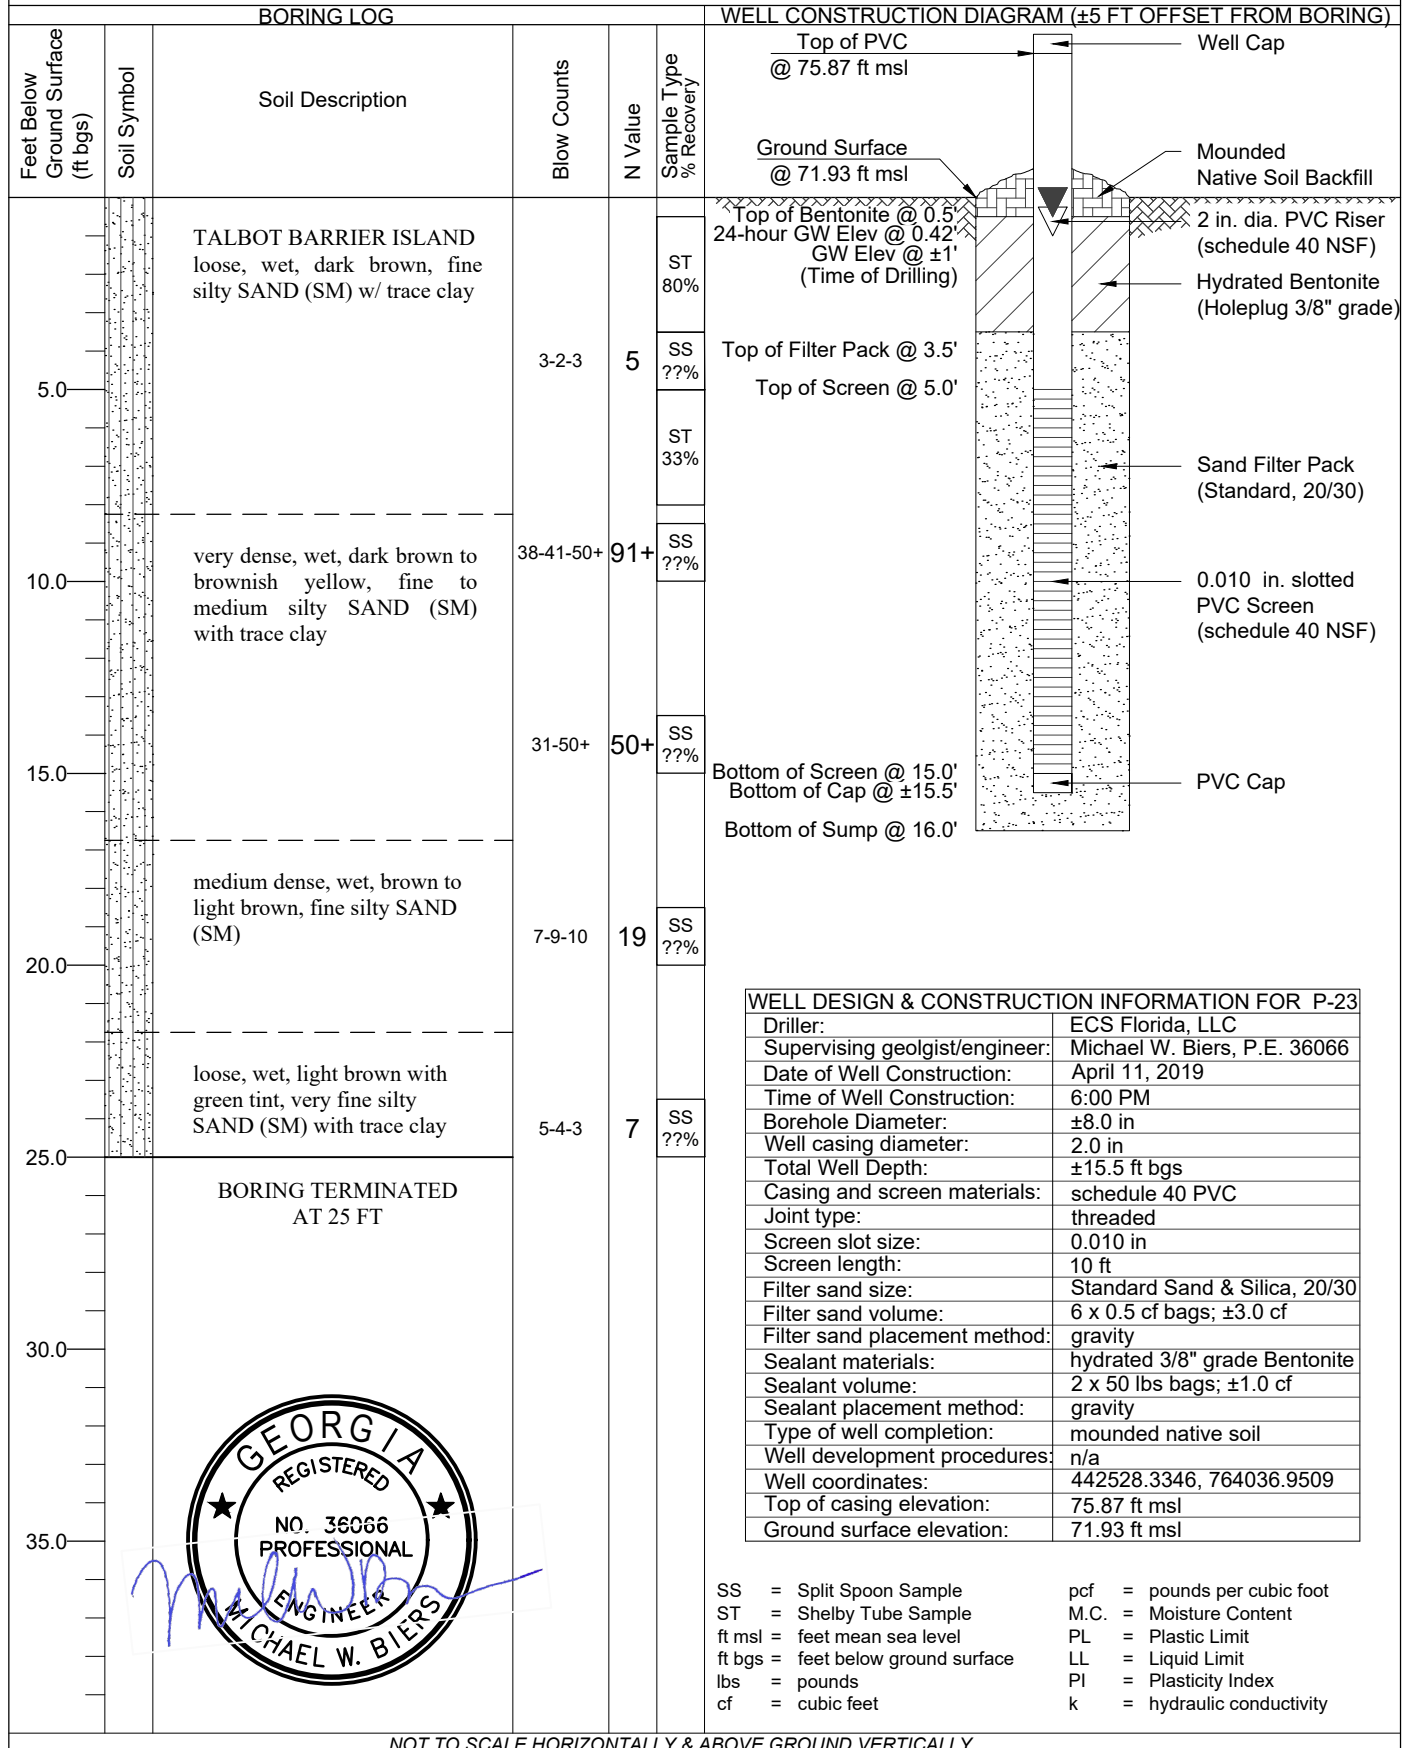 BORING LOG
WELL CONSTRUCTION DIAGRAM (±5 FT OFFSET FROM BORING)
Feet Below
Ground Surface
(ft bgs)
Soil Symbol
Soil Description
Blow Counts
N Value
Sample Type
% Recovery
TALBOT BARRIER ISLAND
loose, wet, dark brown, fine
silty SAND (SM) w/ trace clay
ST
80%
3-2-3
5
SS
??%
5.0
ST
33%
very dense, wet, dark brown to
brownish yellow, fine to
medium silty SAND (SM)
with trace clay
38-41-50+
91+
SS
??%
10.0
31-50+
50+
SS
??%
15.0
medium dense, wet, brown to
light brown, fine silty SAND
(SM)
7-9-10
19
SS
??%
20.0
loose, wet, light brown with
green tint, very fine silty
SAND (SM) with trace clay
5-4-3
7
SS
??%
25.0
BORING TERMINATED
AT 25 FT
30.0
35.0
GEORGIA
REGISTERED
NO. 36066
PROFESSIONAL
ENGINEER
MICHAEL W. BIERS
Top of PVC
@ 75.87 ft msl
Well Cap
Ground Surface
@ 71.93 ft msl
Mounded
Native Soil Backfill
Top of Bentonite @ 0.5'
24-hour GW Elev @ 0.42'
GW Elev @ ±1'
(Time of Drilling)
2 in. dia. PVC Riser
(schedule 40 NSF)
Hydrated Bentonite
(Holeplug 3/8" grade)
Top of Filter Pack @ 3.5'
Top of Screen @ 5.0'
Sand Filter Pack
(Standard, 20/30)
0.010 in. slotted
PVC Screen
(schedule 40 NSF)
Bottom of Screen @ 15.0'
Bottom of Cap @ ±15.5'
PVC Cap
Bottom of Sump @ 16.0'
WELL DESIGN & CONSTRUCTION INFORMATION FOR P-23
Driller: ECS Florida, LLC
Supervising geolgist/engineer: Michael W. Biers, P.E. 36066
Date of Well Construction: April 11, 2019
Time of Well Construction: 6:00 PM
Borehole Diameter: ±8.0 in
Well casing diameter: 2.0 in
Total Well Depth: ±15.5 ft bgs
Casing and screen materials: schedule 40 PVC
Joint type: threaded
Screen slot size: 0.010 in
Screen length: 10 ft
Filter sand size: Standard Sand & Silica, 20/30
Filter sand volume: 6 x 0.5 cf bags; ±3.0 cf
Filter sand placement method: gravity
Sealant materials: hydrated 3/8" grade Bentonite
Sealant volume: 2 x 50 lbs bags; ±1.0 cf
Sealant placement method: gravity
Type of well completion: mounded native soil
Well development procedures: n/a
Well coordinates: 442528.3346, 764036.9509
Top of casing elevation: 75.87 ft msl
Ground surface elevation: 71.93 ft msl
SS = Split Spoon Sample
ST = Shelby Tube Sample
ft msl = feet mean sea level
ft bgs = feet below ground surface
lbs = pounds
cf = cubic feet
pcf = pounds per cubic foot
M.C. = Moisture Content
PL = Plastic Limit
LL = Liquid Limit
PI = Plasticity Index
k = hydraulic conductivity
NOT TO SCALE HORIZONTALLY & ABOVE GROUND VERTICALLY